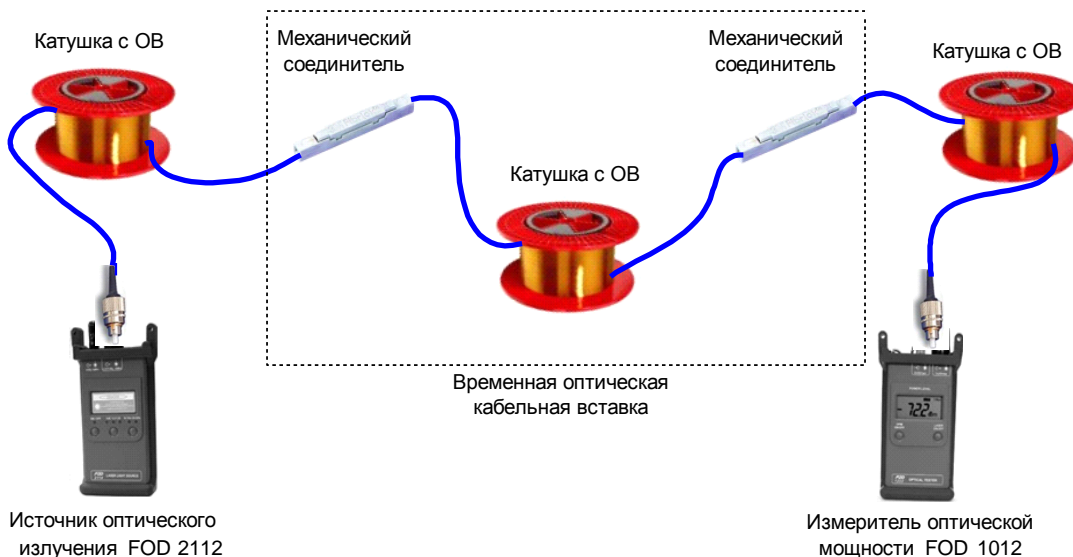 Катушка с ОВ
Механический
соединитель
Механический
соединитель
Катушка с ОВ
Катушка с ОВ
Временная оптическая
кабельная вставка
Источник оптического
излучения FOD 2112
Измеритель оптической
мощности FOD 1012